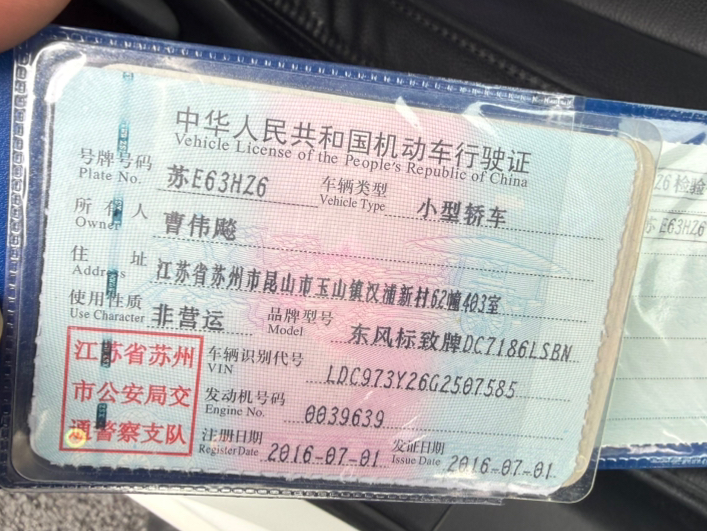 中华人民共和国机动车行驶证
Vehicle License of the People's Republic of China
号牌号码 苏E63HZ6 车辆类型 小型轿车
Plate No. Vehicle Type
所有人 曹伟飚
Owner
住址 江苏省苏州市昆山市玉山镇汉浦新村62幢403室
Address
使用性质 非营运 品牌型号 东风标致牌DC7186LSBN
Use Character Model
江苏省苏州
市公安局交
通警察支队
车辆识别代号 LDC973Y26G2507585
VIN
发动机号码 0039639
Engine No.
注册日期 2016-07-01 发证日期 2016-07-01
Register Date Issue Date
Z6 检验
苏E63HZ6